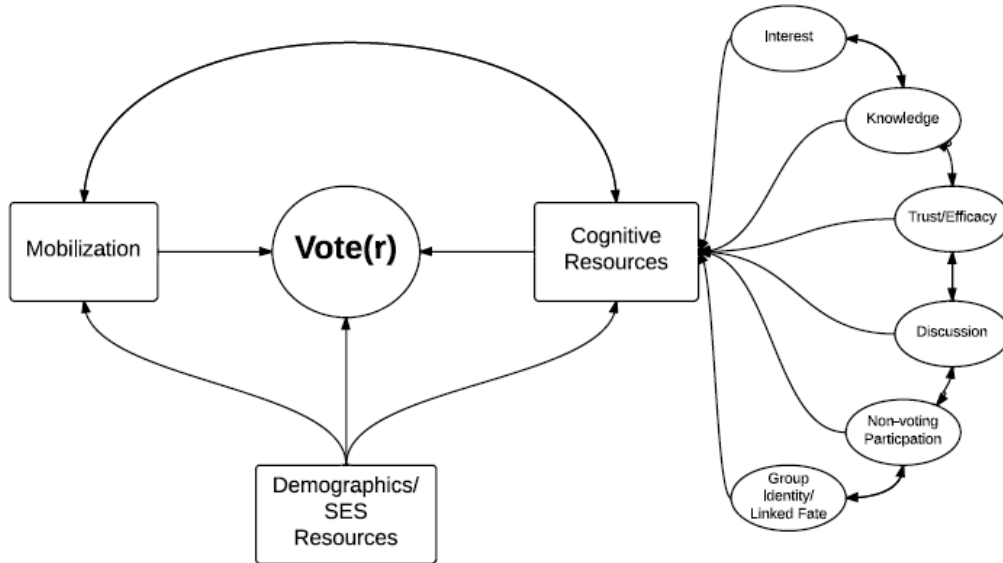 Interest
Knowledge
Trust/Efficacy
Mobilization
Vote(r)
Cognitive
Resources
Discussion
Non-voting
Particpation
Demographics/
SES
Resources
Group
Identity/
Linked Fate